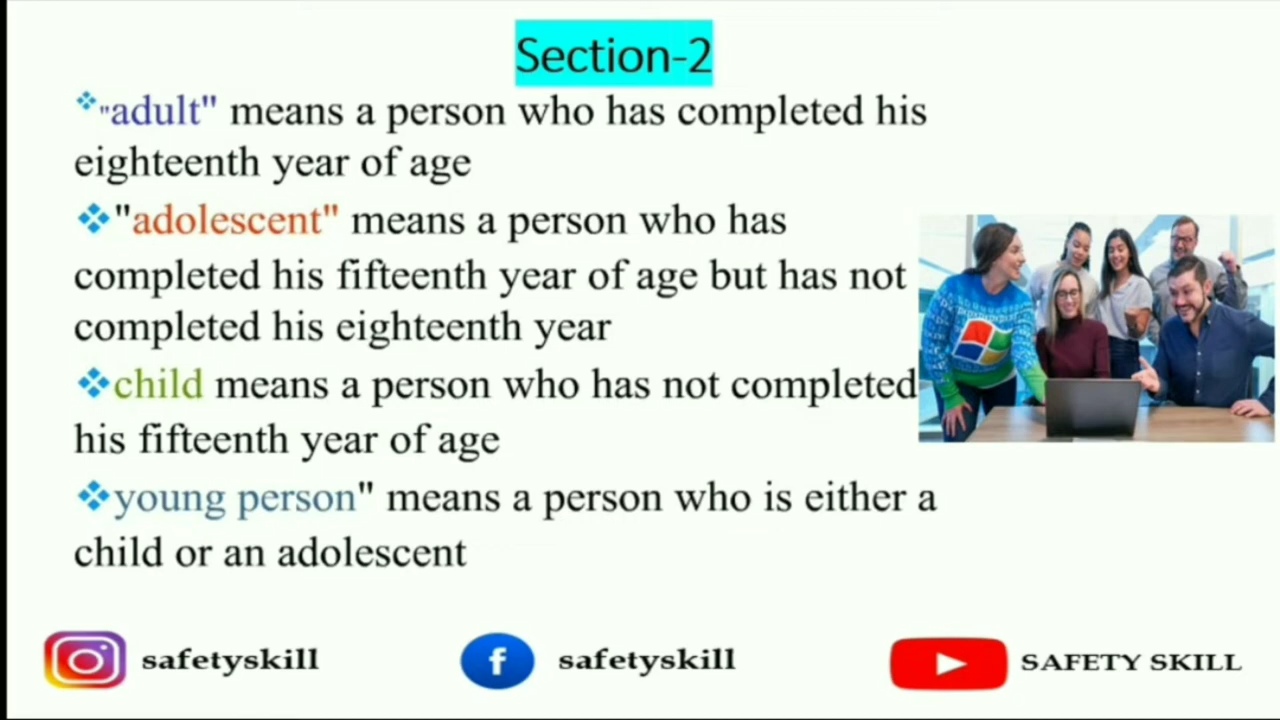 Section-2
"adult" means a person who has completed his
eighteenth year of age
"adolescent" means a person who has
completed his fifteenth year of age but has not
completed his eighteenth year
child means a person who has not completed
his fifteenth year of age
young person" means a person who is either a
child or an adolescent
safetyskill
safetyskill
SAFETY SKILL